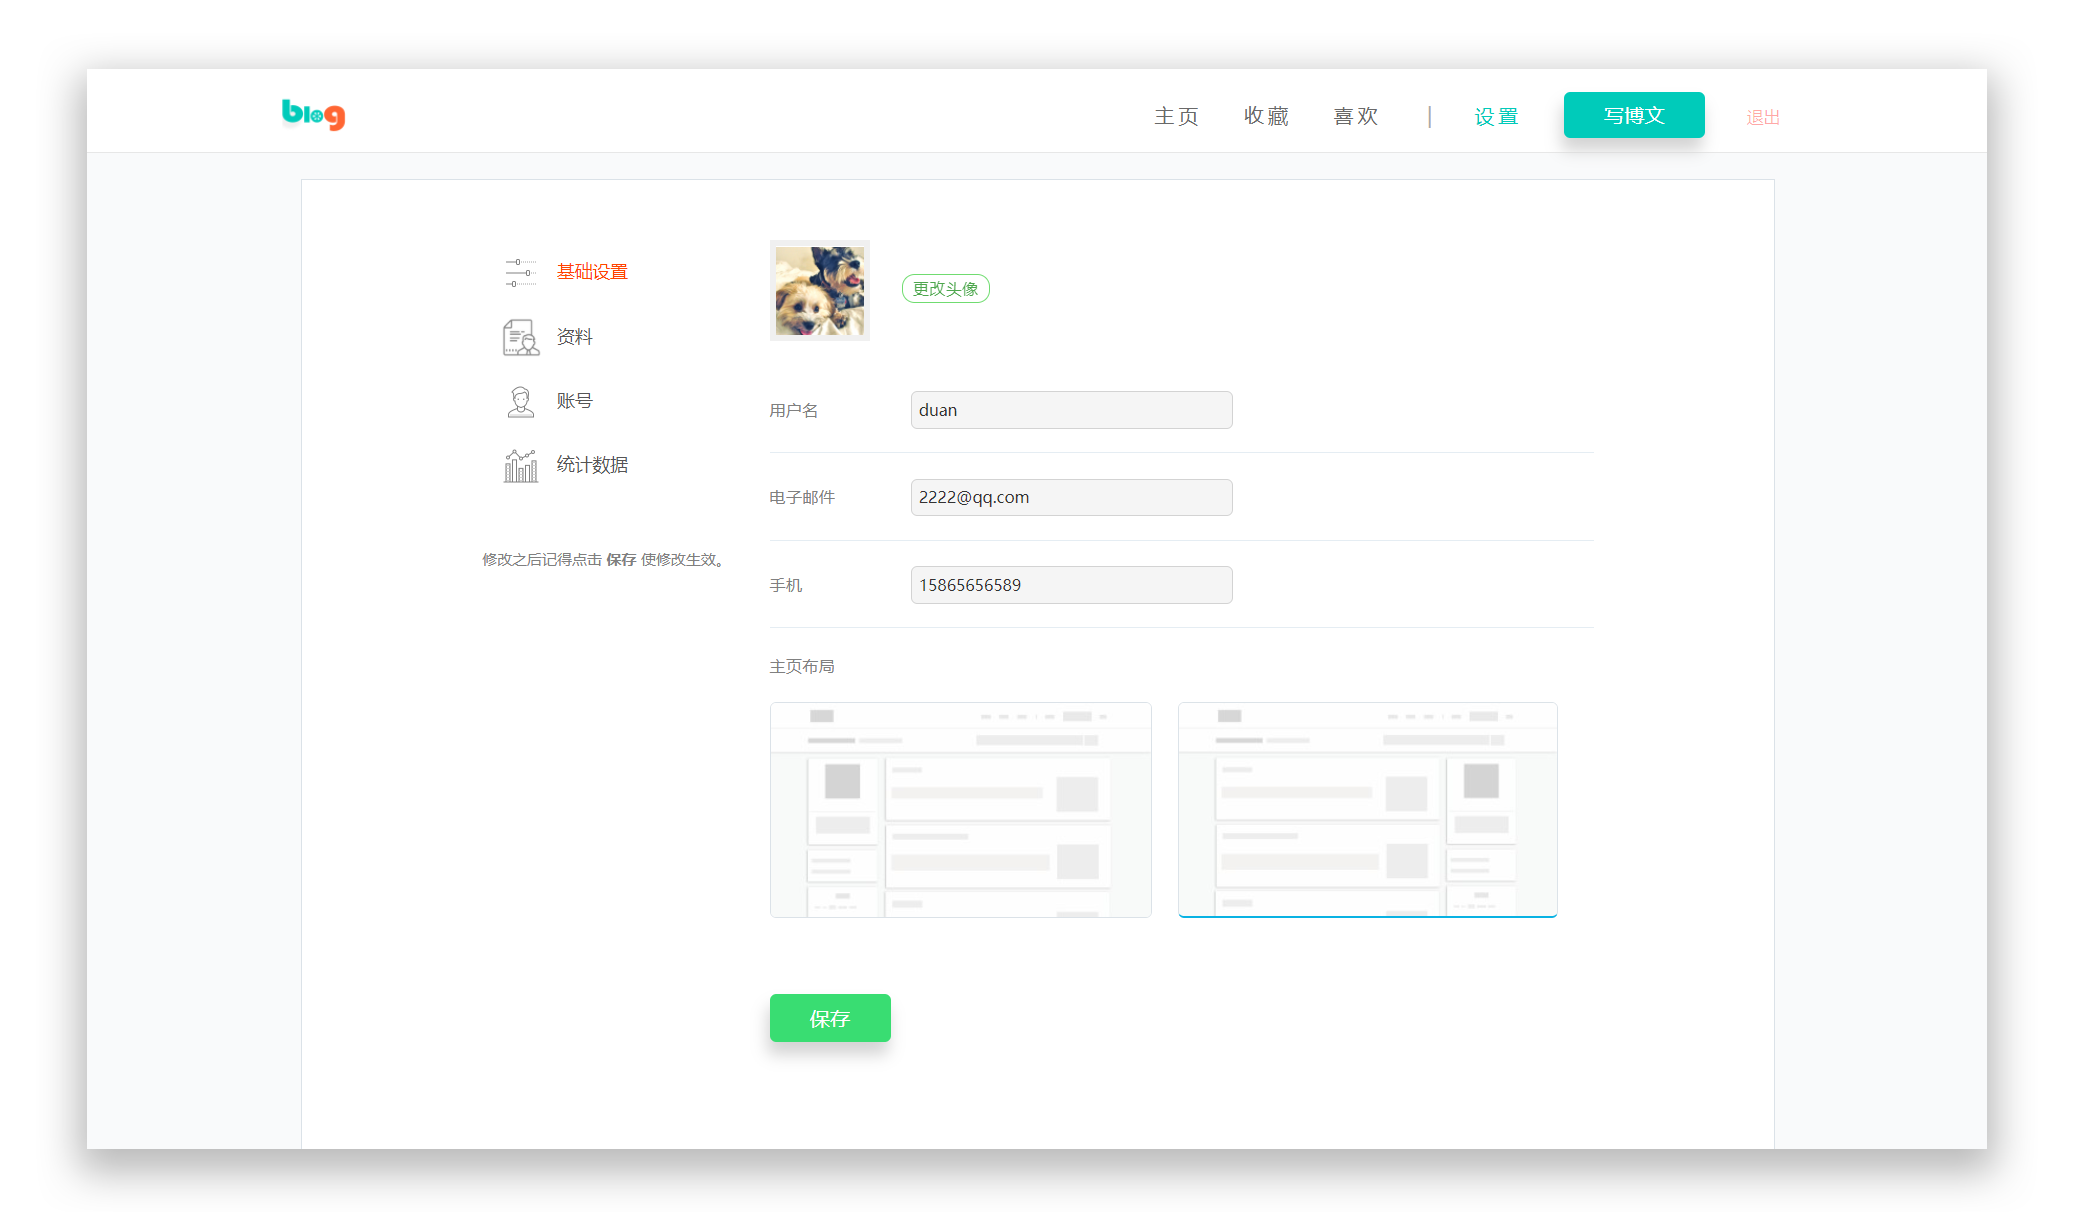 blog
主页 收藏 喜欢 | 设置 写博文 退出
基础设置
资料
账号
统计数据
修改之后记得点击 保存 使修改生效。
更改头像
用户名 duan
电子邮件 2222@qq.com
手机 15865656589
主页布局
保存